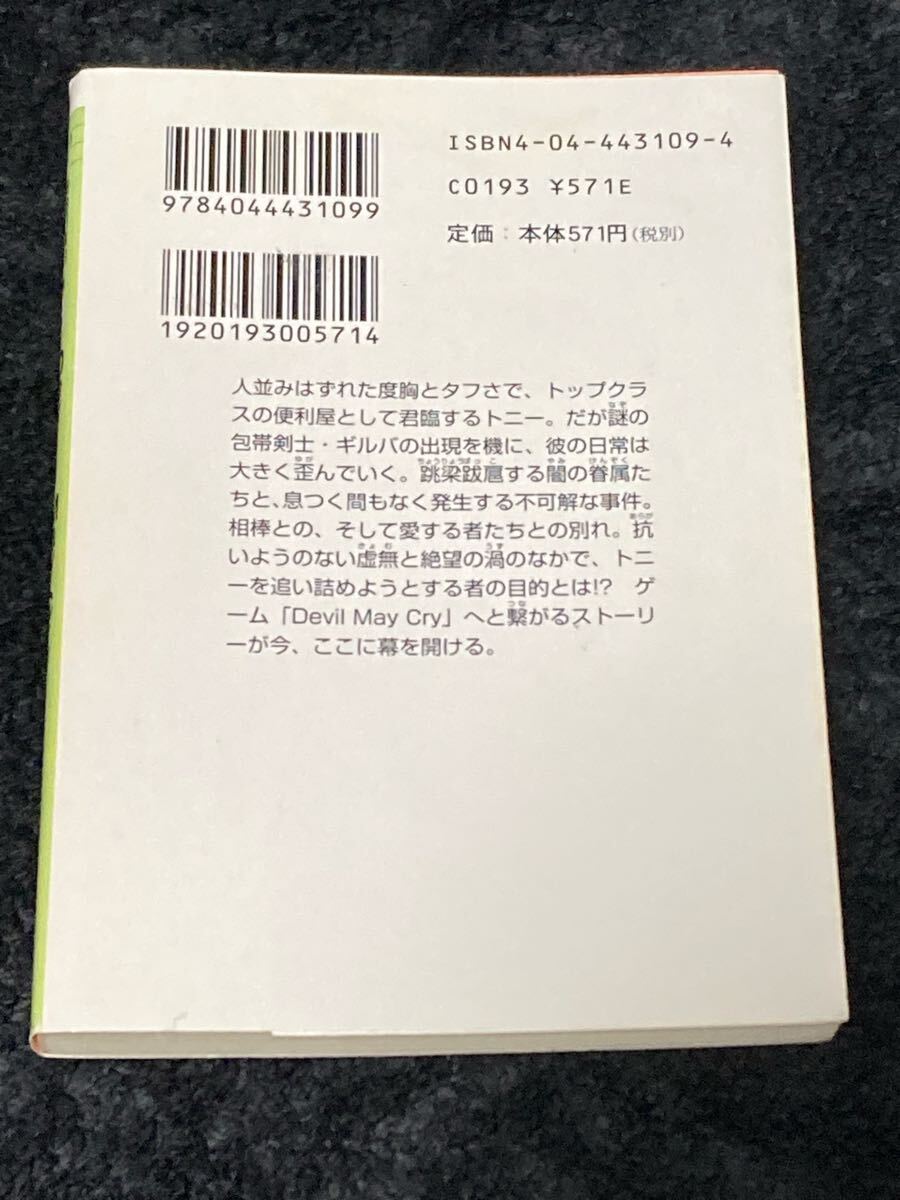 9784044431099
ISBN4-04-443109-4
C0193 ¥571E
定価：本体571円(税別)
1920193005714
人並みはずれた度胸とタフさで、トップクラ
スの便利屋として君臨するトニー。だが謎の
包帯剣士・ギルバの出現を機に、彼の日常は
大きく歪んでいく。跳梁跋扈する闇の眷属た
ちと、息つく間もなく発生する不可解な事件。
相棒との、そして愛する者たちとの別れ。抗
いようのない虚無と絶望の渦のなかで、トニ
ーを追い詰めようとする者の目的とは!?　ゲ
ーム「Devil May Cry」へと繋がるストーリ
ーが今、ここに幕を開ける。